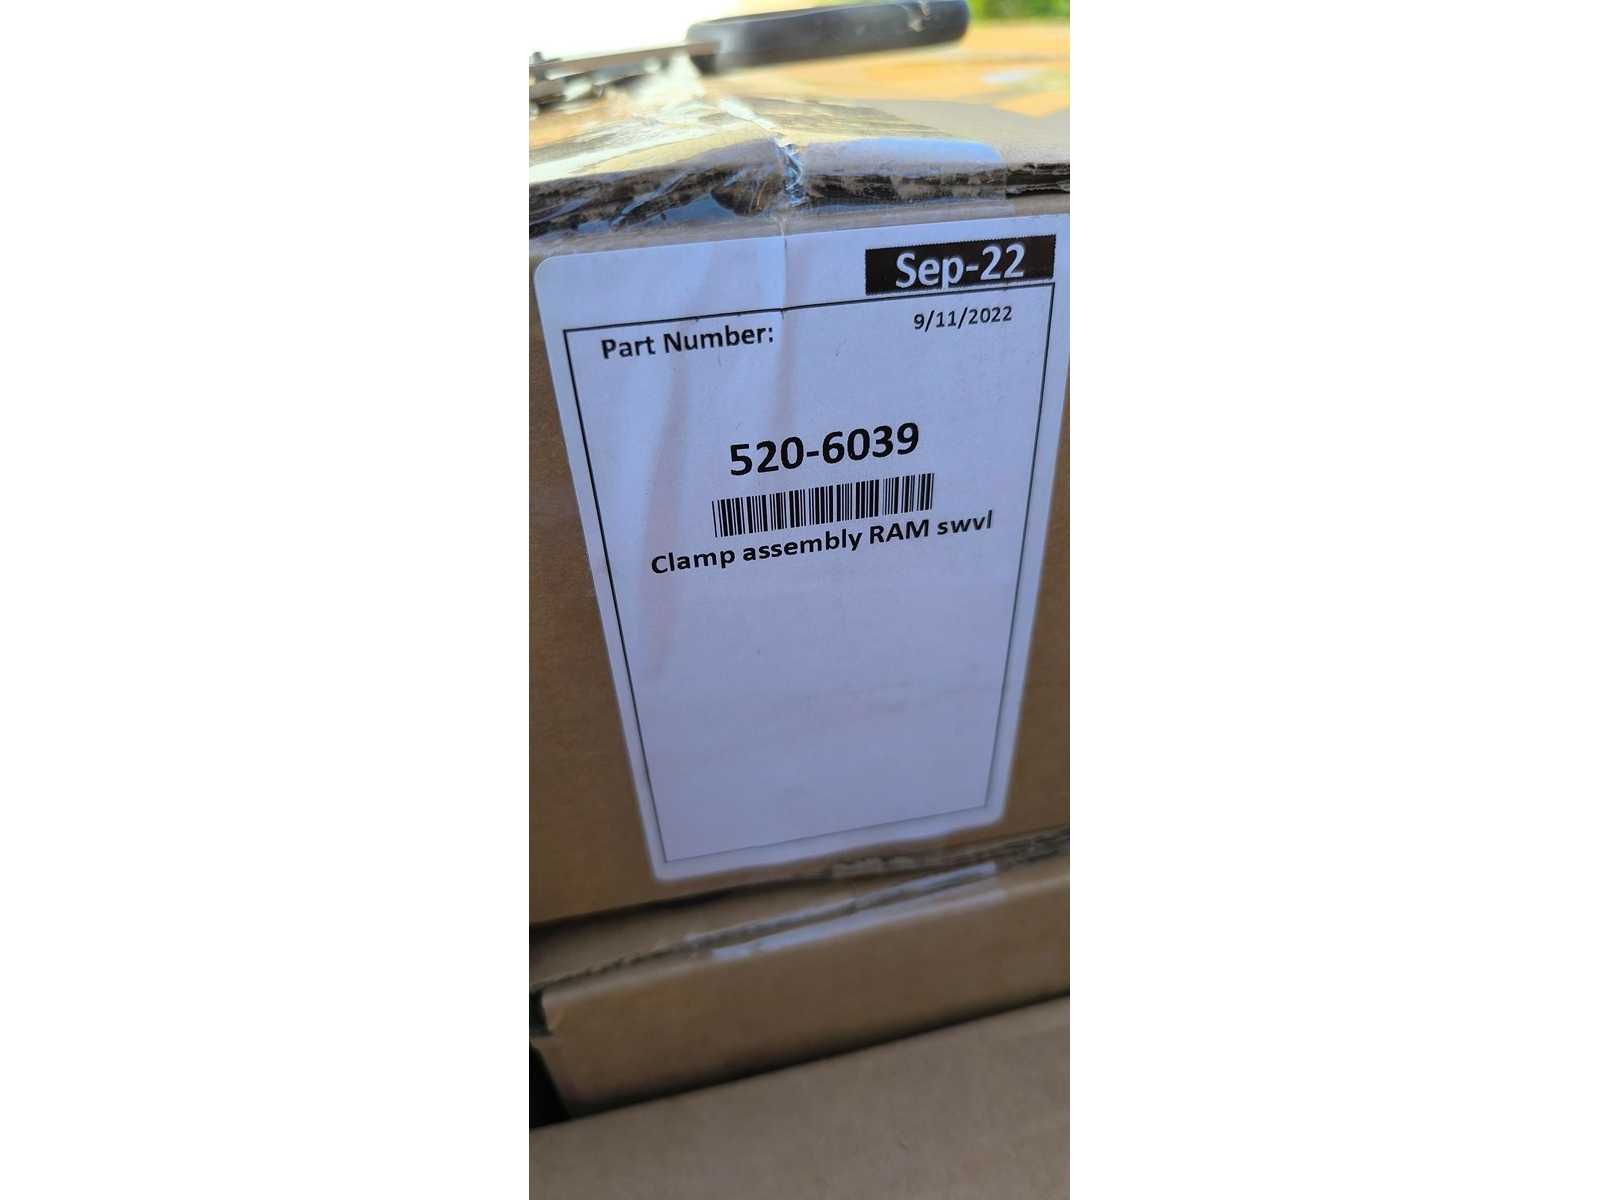 Sep-22
9/11/2022
Part Number:
520-6039
Clamp assembly RAM swvl